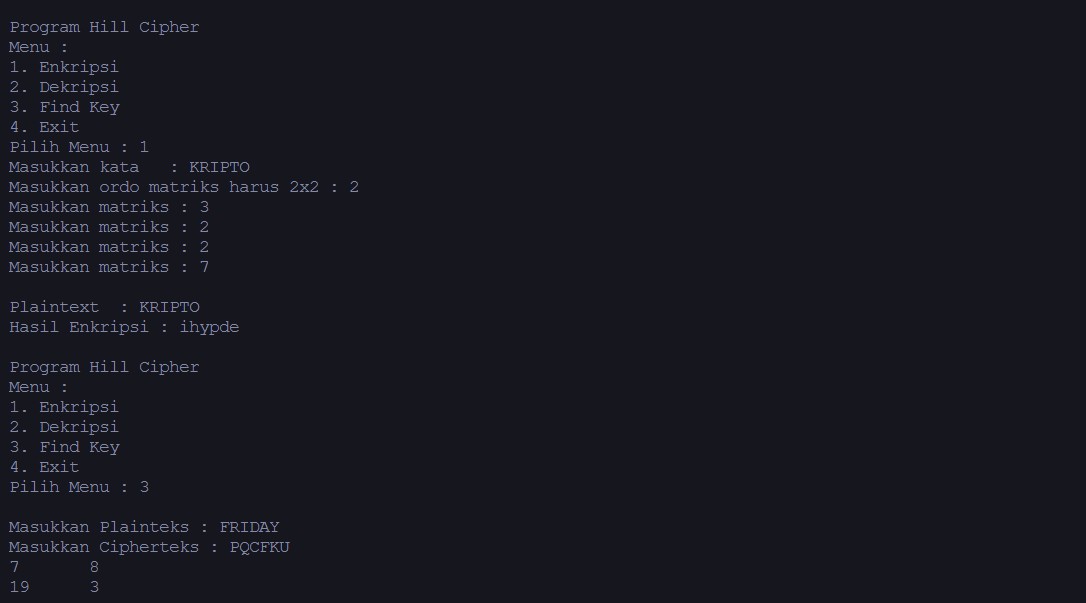 Program Hill Cipher
Menu :
1. Enkripsi
2. Dekripsi
3. Find Key
4. Exit
Pilih Menu : 1
Masukkan kata   : KRIPTO
Masukkan ordo matriks harus 2x2 : 2
Masukkan matriks : 3
Masukkan matriks : 2
Masukkan matriks : 2
Masukkan matriks : 7
Plaintext  : KRIPTO
Hasil Enkripsi : ihypde
Program Hill Cipher
Menu :
1. Enkripsi
2. Dekripsi
3. Find Key
4. Exit
Pilih Menu : 3
Masukkan Plainteks : FRIDAY
Masukkan Cipherteks : PQCFKU
7       8
19      3